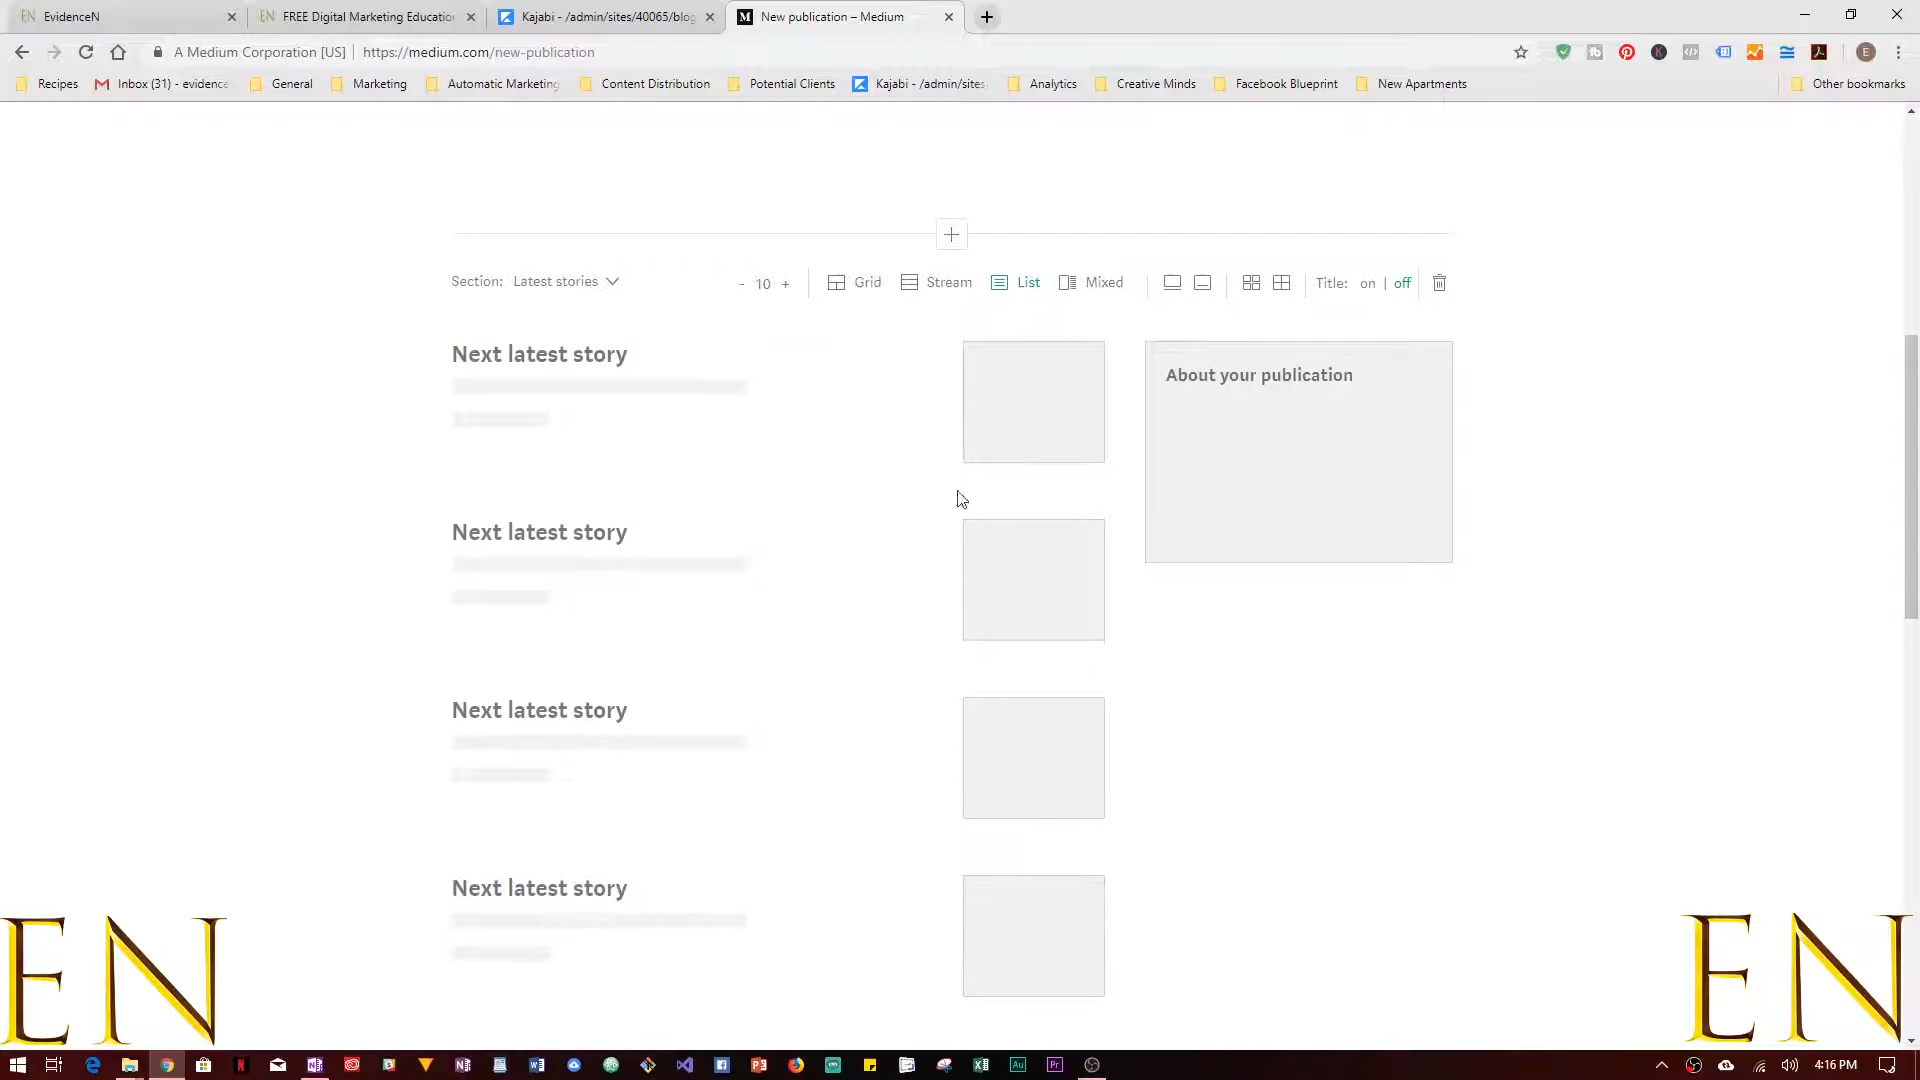 EvidenceN
FREE Digital Marketing Educatio
Kajabi - /admin/sites/40065/blog
New publication – Medium
A Medium Corporation [US] | https://medium.com/new-publication
Recipes
Inbox (31) - evidence
General
Marketing
Automatic Marketing
Content Distribution
Potential Clients
Kajabi - /admin/sites
Analytics
Creative Minds
Facebook Blueprint
New Apartments
Other bookmarks
Section: Latest stories
- 10 +
Grid
Stream
List
Mixed
Title: on | off
Next latest story
About your publication
Next latest story
Next latest story
Next latest story
EN
EN
4:16 PM